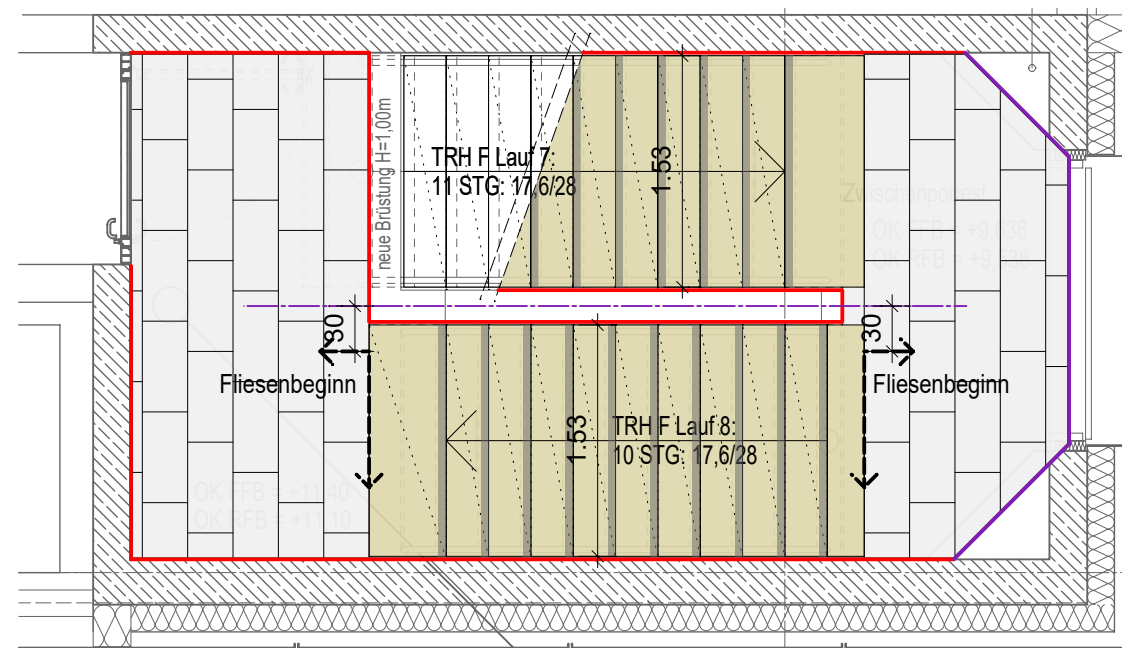 neue Brüstung H=1,00m
TRH F Lauf 7:
11 STG: 17,6/28
1.53
Zwischenpodest
OK FFB = +9.636
OK RFB = +9.636
30
Fliesenbeginn
30
Fliesenbeginn
1.53
TRH F Lauf 8:
10 STG: 17,6/28
OK FFB = +11,40
OK RFB = +11,10